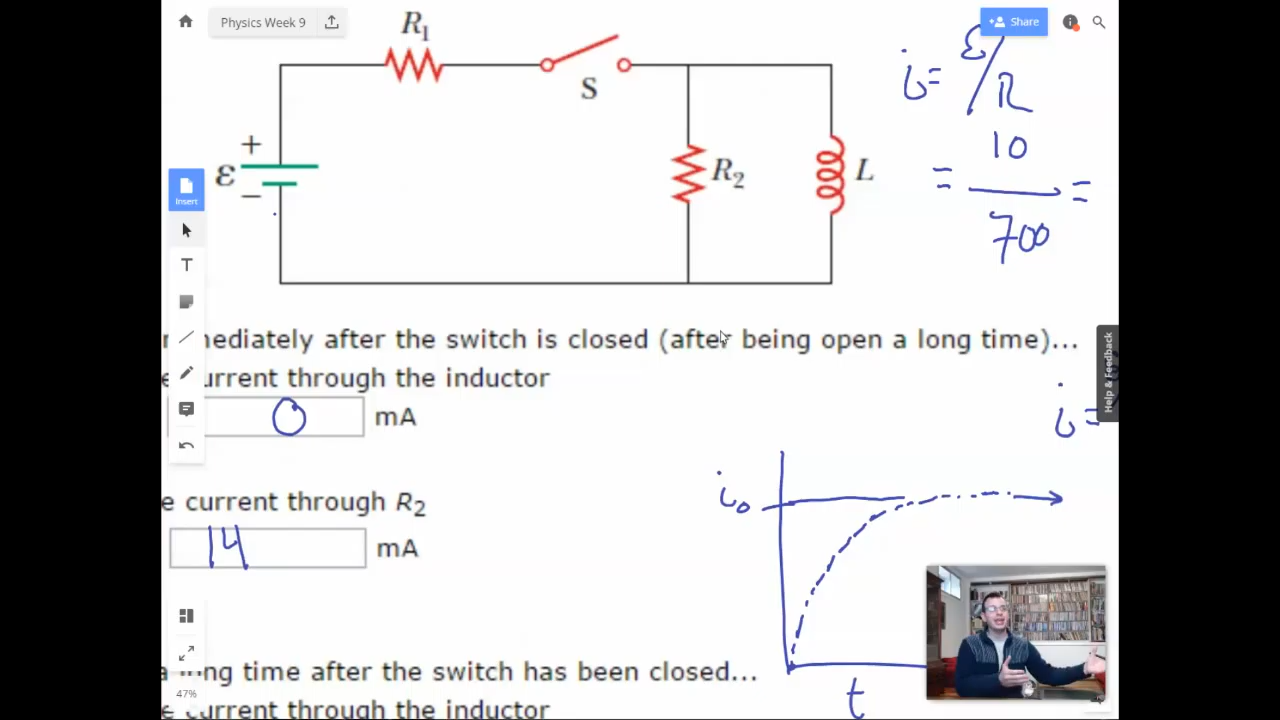 Physics Week 9
Share
R1
S
ε
+
−
R2
L
i = ε/R
= 10/700 =
Insert
T
mmediately after the switch is closed (after being open a long time)...
e current through the inductor
0 mA
i =
Help & Feedback
e current through R2
14 mA
i0
t
a long time after the switch has been closed...
e current through the inductor
47%